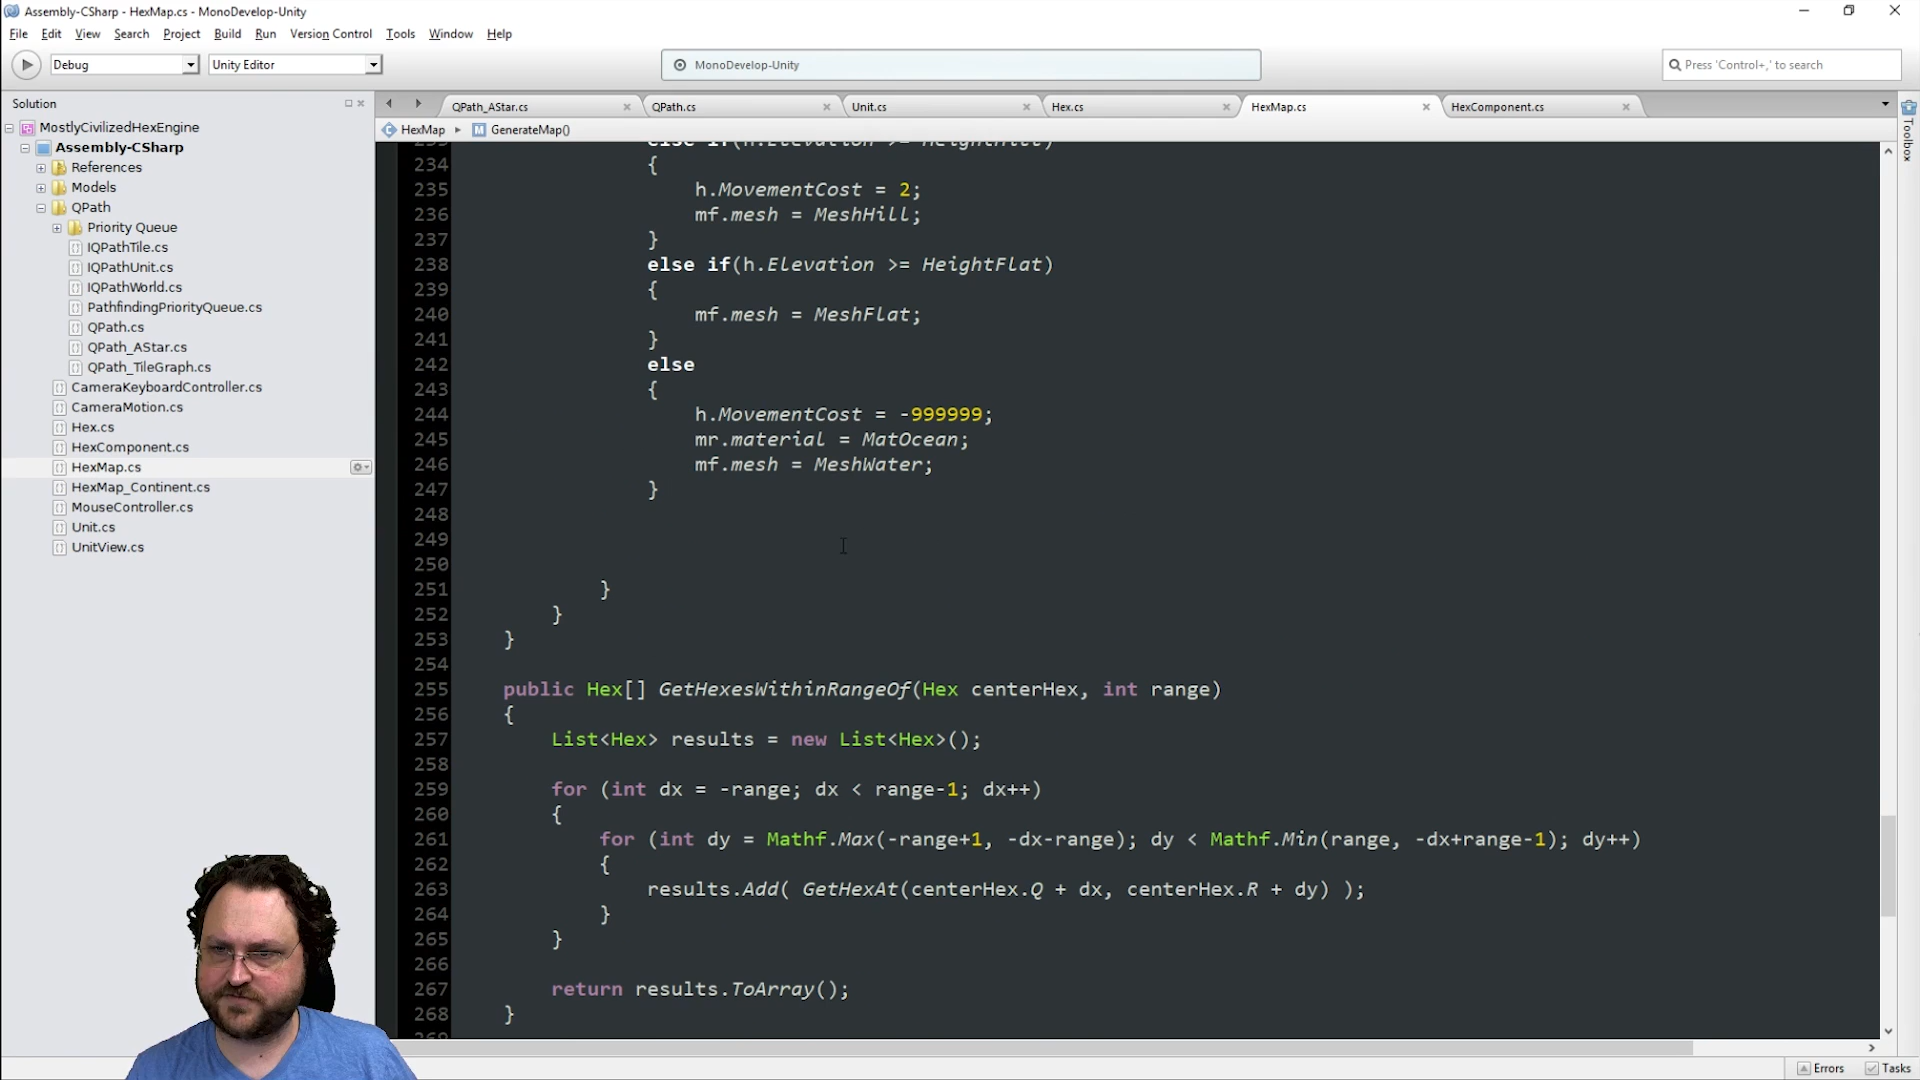 Assembly-CSharp - HexMap.cs - MonoDevelop-Unity
File Edit View Search Project Build Run Version Control Tools Window Help
Debug Unity Editor MonoDevelop-Unity Press 'Control+,' to search
Solution
MostlyCivilizedHexEngine
Assembly-CSharp
References
Models
QPath
Priority Queue
IQPathTile.cs
IQPathUnit.cs
IQPathWorld.cs
PathfindingPriorityQueue.cs
QPath.cs
QPath_AStar.cs
QPath_TileGraph.cs
CameraKeyboardController.cs
CameraMotion.cs
Hex.cs
HexComponent.cs
HexMap.cs
HexMap_Continent.cs
MouseController.cs
Unit.cs
UnitView.cs
QPath_AStar.cs QPath.cs Unit.cs Hex.cs HexMap.cs HexComponent.cs
Toolbox
HexMap GenerateMap()
233 else if(h.Elevation >= HeightHill)
234 {
235 h.MovementCost = 2;
236 mf.mesh = MeshHill;
237 }
238 else if(h.Elevation >= HeightFlat)
239 {
240 mf.mesh = MeshFlat;
241 }
242 else
243 {
244 h.MovementCost = -999999;
245 mr.material = MatOcean;
246 mf.mesh = MeshWater;
247 }
248
249
250
251 }
252 }
253 }
254
255 public Hex[] GetHexesWithinRangeOf(Hex centerHex, int range)
256 {
257 List<Hex> results = new List<Hex>();
258
259 for (int dx = -range; dx < range-1; dx++)
260 {
261 for (int dy = Mathf.Max(-range+1, -dx-range); dy < Mathf.Min(range, -dx+range-1); dy++)
262 {
263 results.Add( GetHexAt(centerHex.Q + dx, centerHex.R + dy) );
264 }
265 }
266
267 return results.ToArray();
268 }
Errors Tasks